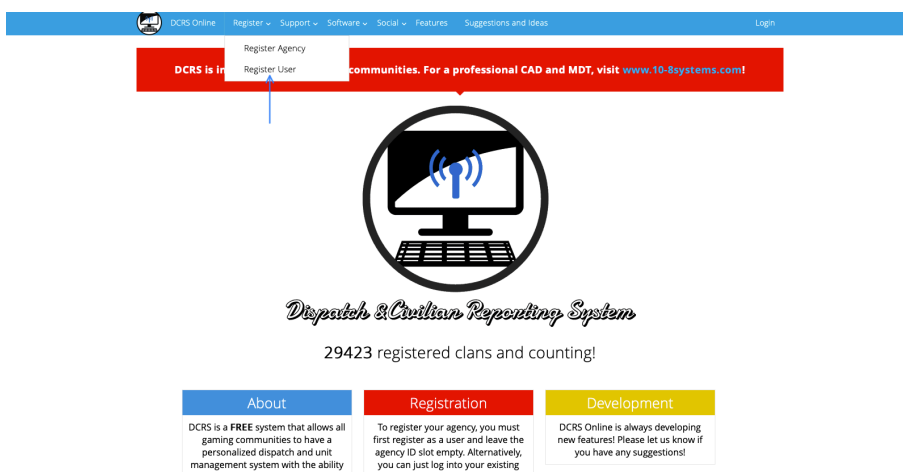 DCRS Online Register Support Software Social Features Suggestions and Ideas Login
Register Agency
Register User
DCRS is in communities. For a professional CAD and MDT, visit www.10-8systems.com!
Dispatch & Civilian Reporting System
29423 registered clans and counting!
About
DCRS is a FREE system that allows all
gaming communities to have a
personalized dispatch and unit
management system with the ability
Registration
To register your agency, you must
first register as a user and leave the
agency ID slot empty. Alternatively,
you can just log into your existing
Development
DCRS Online is always developing
new features! Please let us know if
you have any suggestions!